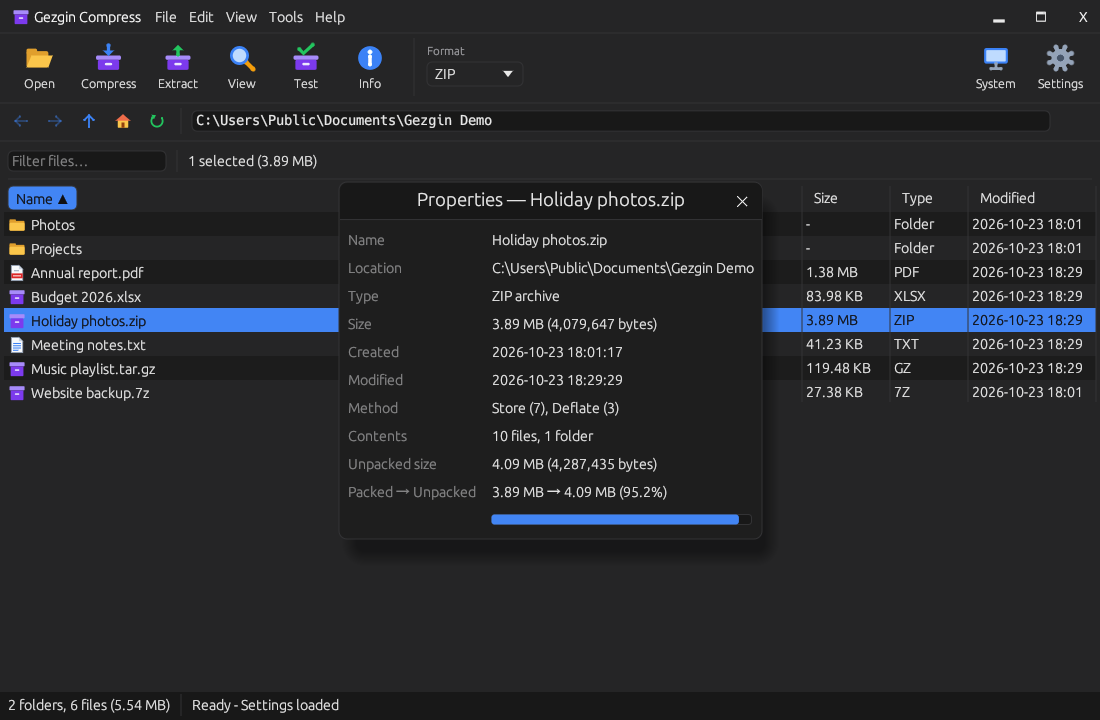 Gezgin Compress File Edit View Tools Help X
Open Compress Extract View Test Info Format ZIP System Settings
C:\Users\Public\Documents\Gezgin Demo
Filter files... 1 selected (3.89 MB)
Name ▲ Size Type Modified
Photos - Folder 2026-10-23 18:01
Projects - Folder 2026-10-23 18:01
Annual report.pdf 1.38 MB PDF 2026-10-23 18:29
Budget 2026.xlsx 83.98 KB XLSX 2026-10-23 18:29
Holiday photos.zip 3.89 MB ZIP 2026-10-23 18:29
Meeting notes.txt 41.23 KB TXT 2026-10-23 18:29
Music playlist.tar.gz 119.48 KB GZ 2026-10-23 18:29
Website backup.7z 27.38 KB 7Z 2026-10-23 18:01
Properties — Holiday photos.zip
Name Holiday photos.zip
Location C:\Users\Public\Documents\Gezgin Demo
Type ZIP archive
Size 3.89 MB (4,079,647 bytes)
Created 2026-10-23 18:01:17
Modified 2026-10-23 18:29:29
Method Store (7), Deflate (3)
Contents 10 files, 1 folder
Unpacked size 4.09 MB (4,287,435 bytes)
Packed → Unpacked 3.89 MB → 4.09 MB (95.2%)
2 folders, 6 files (5.54 MB) Ready - Settings loaded